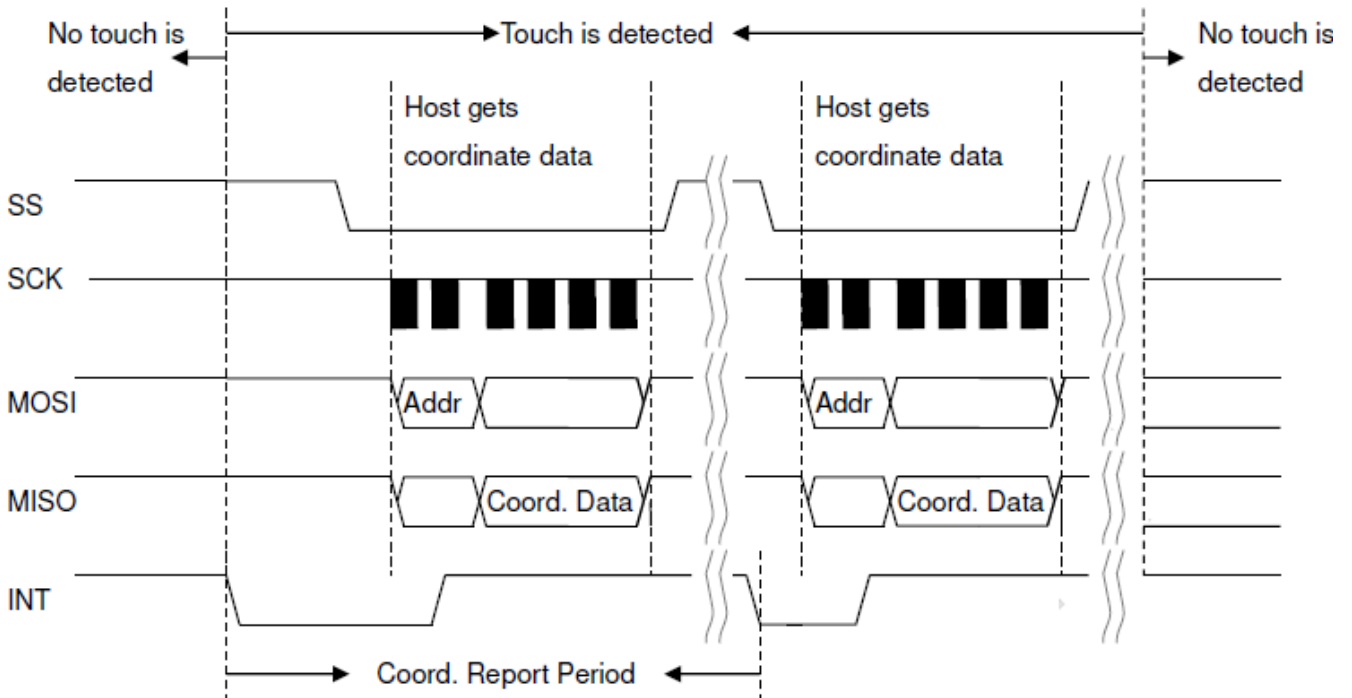 No touch is
detected
Touch is detected
No touch is
detected
Host gets
coordinate data
Host gets
coordinate data
SS
SCK
MOSI
Addr
Addr
MISO
Coord. Data
Coord. Data
INT
Coord. Report Period